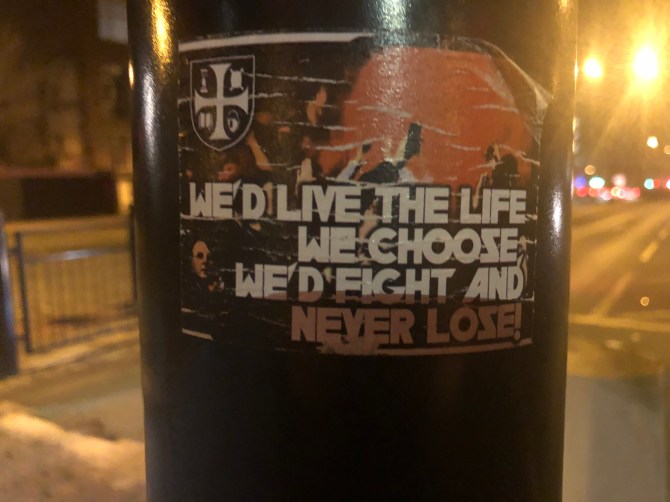 WE'D LIVE THE LIFE
WE CHOOSE,
WE'D FIGHT AND
NEVER LOSE!